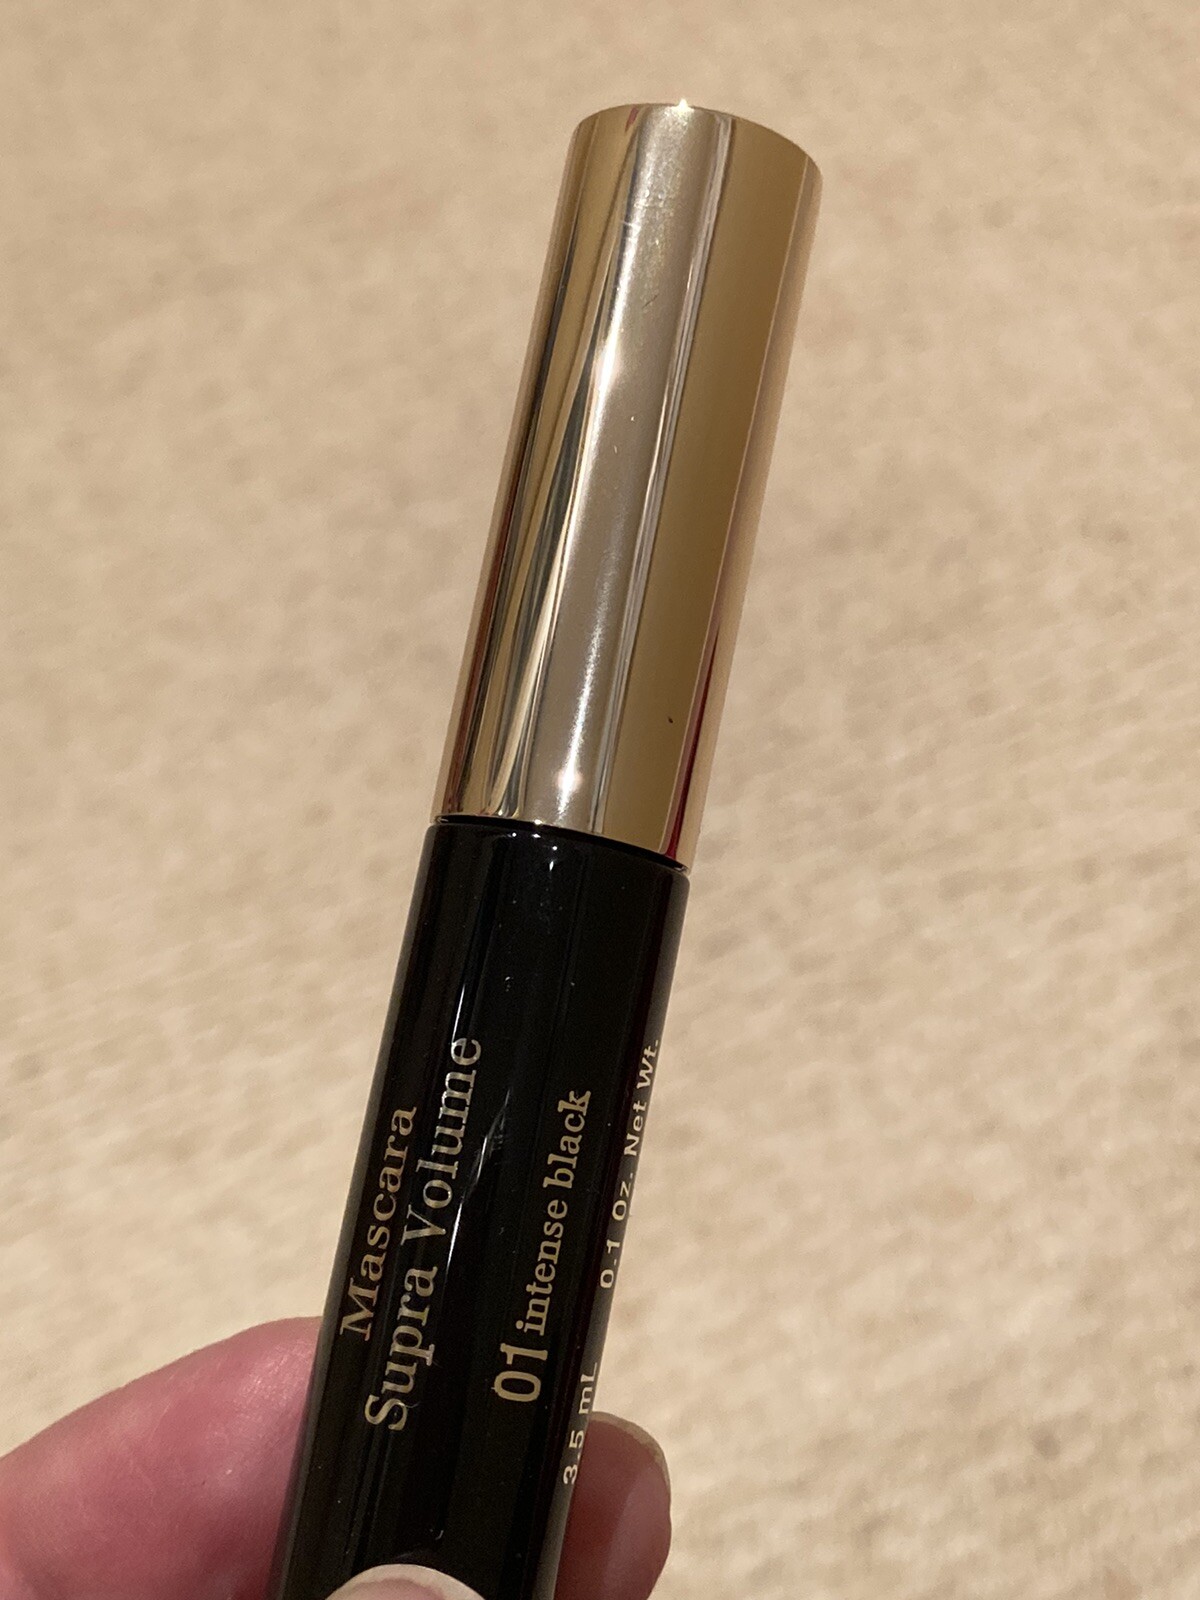 Mascara
Supra Volume
01 intense black
3.5 mL 0.1 Oz. Net Wt.